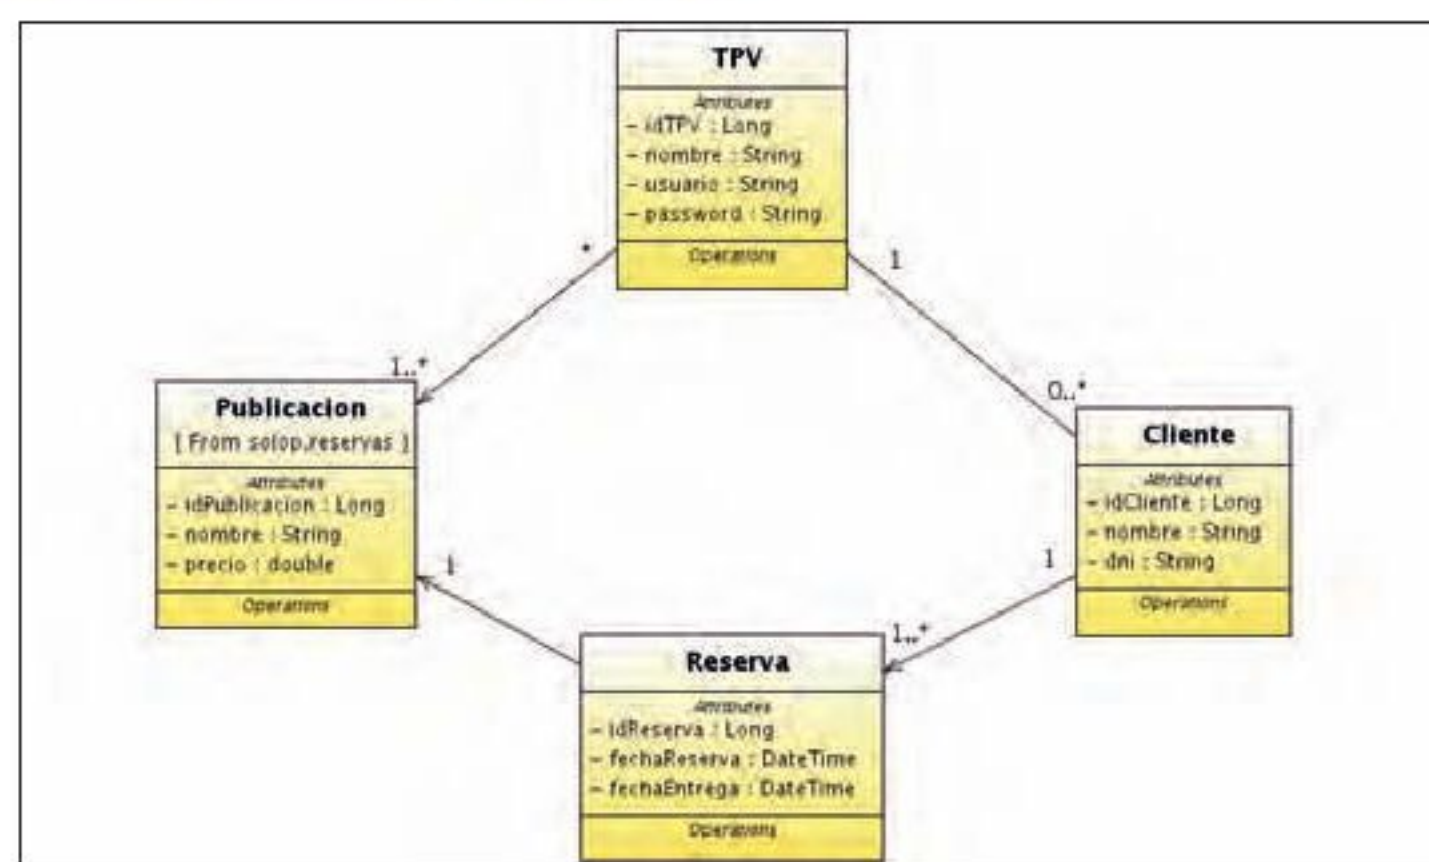 TPV
Attributes
- idTPV : Long
- nombre : String
- usuario : String
- password : String
Operations
*
1
1..*
0..*
Publicacion
[ From solop.reservas ]
Attributes
- idPublicacion : Long
- nombre : String
- precio : double
Operations
Cliente
Attributes
- idCliente : Long
- nombre : String
- dni : String
Operations
1
1
1..*
Reserva
Attributes
- idReserva : Long
- fechaReserva : DateTime
- fechaEntrega : DateTime
Operations